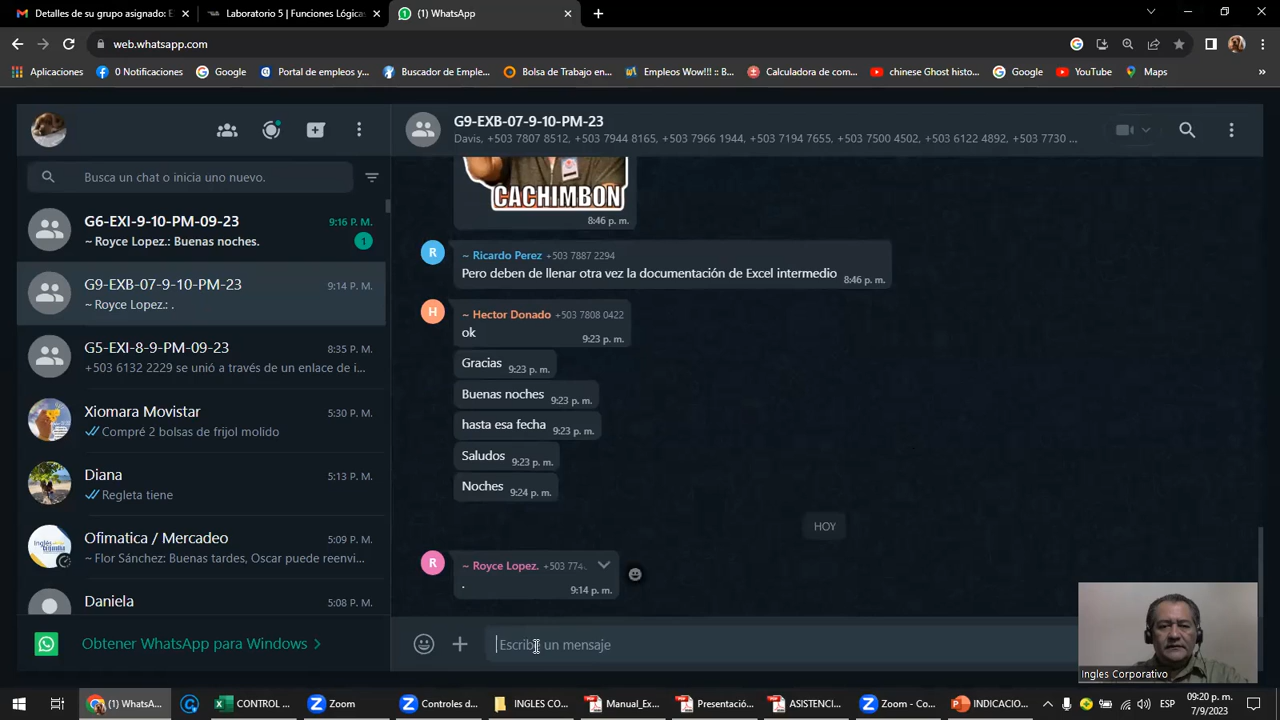 Detalles de su grupo asignado: E
Laboratorio 5 | Funciones Lógica
(1) WhatsApp
web.whatsapp.com
Aplicaciones
0 Notificaciones
Google
Portal de empleos y...
Buscador de Emple...
Bolsa de Trabajo en...
Empleos Wow!!! :: B...
Calculadora de com...
chinese Ghost histo...
Google
YouTube
Maps
»
G9-EXB-07-9-10-PM-23
Davis, +503 7807 8512, +503 7944 8165, +503 7966 1944, +503 7194 7655, +503 7500 4502, +503 6122 4892, +503 7730 ...
Busca un chat o inicia uno nuevo.
G6-EXI-9-10-PM-09-23
9:16 P. M.
~ Royce Lopez.: Buenas noches.
1
G9-EXB-07-9-10-PM-23
9:14 P. M.
~ Royce Lopez.: .
G5-EXI-8-9-PM-09-23
8:35 P. M.
+503 6132 2229 se unió a través de un enlace de i...
Xiomara Movistar
5:30 P. M.
Compré 2 bolsas de frijol molido
Diana
5:13 P. M.
Regleta tiene
Ofimatica / Mercadeo
5:09 P. M.
~ Flor Sánchez: Buenas tardes, Oscar puede reenvi...
Daniela
5:08 P. M.
Obtener WhatsApp para Windows
CACHIMBON
8:46 p. m.
R
~ Ricardo Perez +503 7887 2294
Pero deben de llenar otra vez la documentación de Excel intermedio
8:46 p. m.
H
~ Hector Donado +503 7808 0422
ok
9:23 p. m.
Gracias
9:23 p. m.
Buenas noches
9:23 p. m.
hasta esa fecha
9:23 p. m.
Saludos
9:23 p. m.
Noches
9:24 p. m.
HOY
R
~ Royce Lopez. +503 774
.
9:14 p. m.
Escribe un mensaje
Ingles Corporativo
(1) WhatsA...
CONTROL ...
Zoom
Controles d...
INGLES CO...
Manual_Ex...
Presentació...
ASISTENCI...
Zoom - Co...
INDICACIO...
ESP
09:20 p. m.
7/9/2023